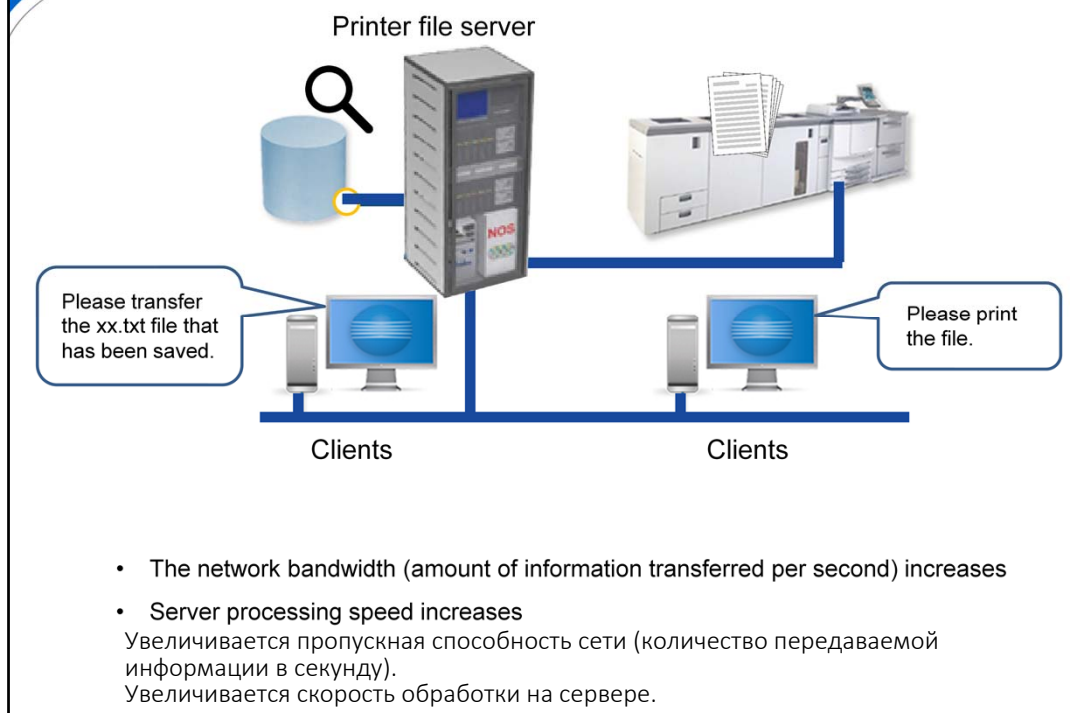 Printer file server
NOS
Please transfer
the xx.txt file that
has been saved.
Please print
the file.
Clients
Clients
• The network bandwidth (amount of information transferred per second) increases
• Server processing speed increases
Увеличивается пропускная способность сети (количество передаваемой
информации в секунду).
Увеличивается скорость обработки на сервере.